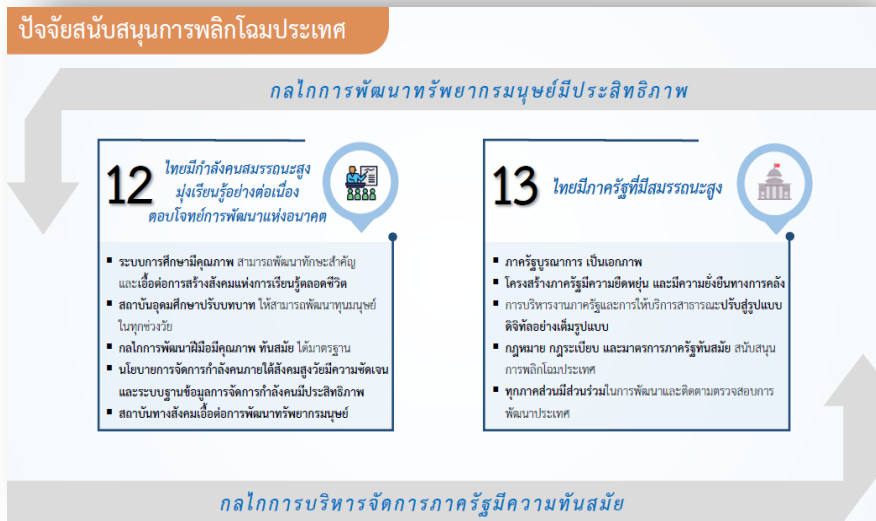 ปัจจัยสนับสนุนการพลิกโฉมประเทศ
กลไกการพัฒนาทรัพยากรมนุษย์มีประสิทธิภาพ
12
ไทยมีกำลังคนสมรรถนะสูง
มุ่งเรียนรู้อย่างต่อเนื่อง
ตอบโจทย์การพัฒนาแห่งอนาคต
▪ ระบบการศึกษามีคุณภาพ สามารถพัฒนาทักษะสำคัญ
และเอื้อต่อการสร้างสังคมแห่งการเรียนรู้ตลอดชีวิต
▪ สถาบันอุดมศึกษาปรับบทบาท ให้สามารถพัฒนาทุนมนุษย์
ในทุกช่วงวัย
▪ กลไกการพัฒนาฝีมือมีคุณภาพ ทันสมัย ได้มาตรฐาน
▪ นโยบายการจัดการกำลังคนภายใต้สังคมสูงวัยมีความชัดเจน
และระบบฐานข้อมูลการจัดการกำลังคนมีประสิทธิภาพ
▪ สถาบันทางสังคมเอื้อต่อการพัฒนาทรัพยากรมนุษย์
13 ไทยมีภาครัฐที่มีสมรรถนะสูง
▪ ภาครัฐบูรณาการ เป็นเอกภาพ
▪ โครงสร้างภาครัฐมีความยืดหยุ่น และมีความยั่งยืนทางการคลัง
▪ การบริหารงานภาครัฐและการให้บริการสาธารณะปรับสู่รูปแบบ
ดิจิทัลอย่างเต็มรูปแบบ
▪ กฎหมาย กฎระเบียบ และมาตรการภาครัฐทันสมัย สนับสนุน
การพลิกโฉมประเทศ
▪ ทุกภาคส่วนมีส่วนร่วมในการพัฒนาและติดตามตรวจสอบการ
พัฒนาประเทศ
กลไกการบริหารจัดการภาครัฐมีความทันสมัย